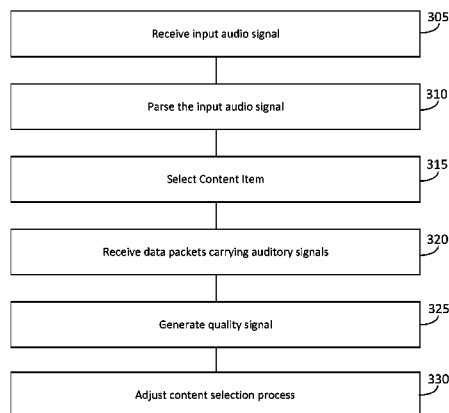 305
Receive input audio signal
310
Parse the input audio signal
315
Select Content Item
320
Receive data packets carrying auditory signals
325
Generate quality signal
330
Adjust content selection process